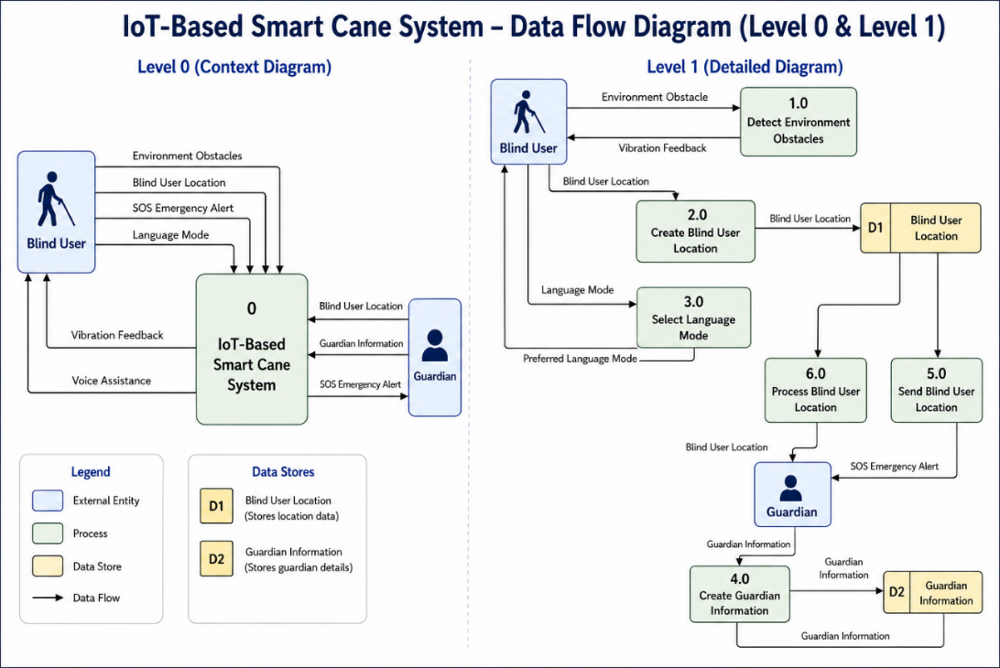 IoT-Based Smart Cane System – Data Flow Diagram (Level 0 & Level 1)
Level 0 (Context Diagram)
Blind User
Environment Obstacles
Blind User Location
SOS Emergency Alert
Language Mode
Vibration Feedback
Voice Assistance
0
IoT-Based
Smart Cane
System
Blind User Location
Guardian Information
SOS Emergency Alert
Guardian
Legend
External Entity
Process
Data Store
Data Flow
Data Stores
D1
Blind User Location
(Stores location data)
D2
Guardian Information
(Stores guardian details)
Level 1 (Detailed Diagram)
Blind User
Environment Obstacle
Vibration Feedback
1.0
Detect Environment
Obstacles
Blind User Location
2.0
Create Blind User
Location
Blind User Location
D1
Blind User
Location
Language Mode
3.0
Select Language
Mode
Preferred Language Mode
6.0
Process Blind User
Location
5.0
Send Blind User
Location
Blind User Location
SOS Emergency Alert
Guardian
Guardian Information
4.0
Create Guardian
Information
Guardian
Information
D2
Guardian
Information
Guardian Information